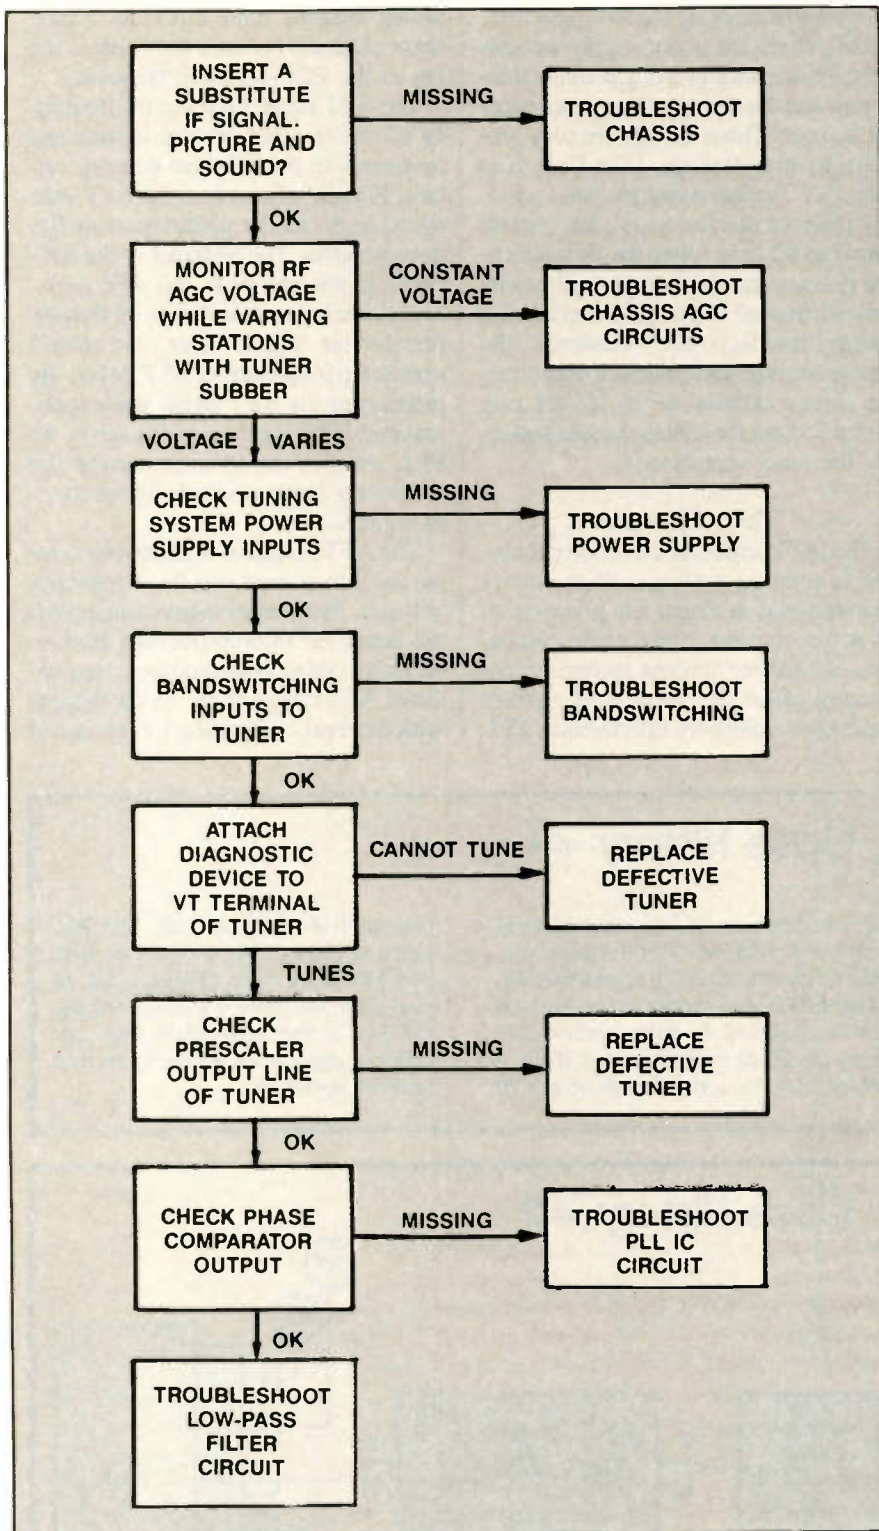 INSERT A
SUBSTITUTE
IF SIGNAL.
PICTURE AND
SOUND?
MISSING
TROUBLESHOOT
CHASSIS
OK
MONITOR RF
AGC VOLTAGE
WHILE VARYING
STATIONS
WITH TUNER
SUBBER
CONSTANT
VOLTAGE
TROUBLESHOOT
CHASSIS AGC
CIRCUITS
VOLTAGE VARIES
CHECK TUNING
SYSTEM POWER
SUPPLY INPUTS
MISSING
TROUBLESHOOT
POWER SUPPLY
OK
CHECK
BANDSWITCHING
INPUTS TO
TUNER
MISSING
TROUBLESHOOT
BANDSWITCHING
OK
ATTACH
DIAGNOSTIC
DEVICE TO
VT TERMINAL
OF TUNER
CANNOT TUNE
REPLACE
DEFECTIVE
TUNER
TUNES
CHECK
PRESCALER
OUTPUT LINE
OF TUNER
MISSING
REPLACE
DEFECTIVE
TUNER
OK
CHECK PHASE
COMPARATOR
OUTPUT
MISSING
TROUBLESHOOT
PLL IC
CIRCUIT
OK
TROUBLESHOOT
LOW-PASS
FILTER
CIRCUIT